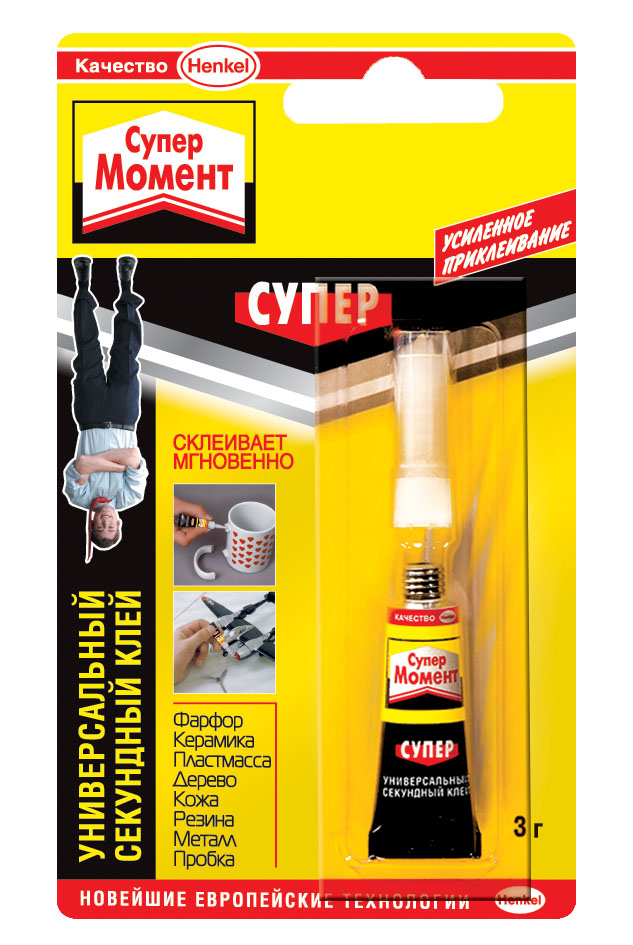 Качество Henkel
Супер
Момент
УСИЛЕННОЕ
ПРИКЛЕИВАНИЕ
СУПЕР
СКЛЕИВАЕТ
МГНОВЕННО
УНИВЕРСАЛЬНЫЙ
СЕКУНДНЫЙ КЛЕЙ
Фарфор
Керамика
Пластмасса
Дерево
Кожа
Резина
Металл
Пробка
КАЧЕСТВО Henkel
Супер
Момент
СУПЕР
УНИВЕРСАЛЬНЫЙ
СЕКУНДНЫЙ КЛЕЙ
3 г
НОВЕЙШИЕ ЕВРОПЕЙСКИЕ ТЕХНОЛОГИИ Henkel